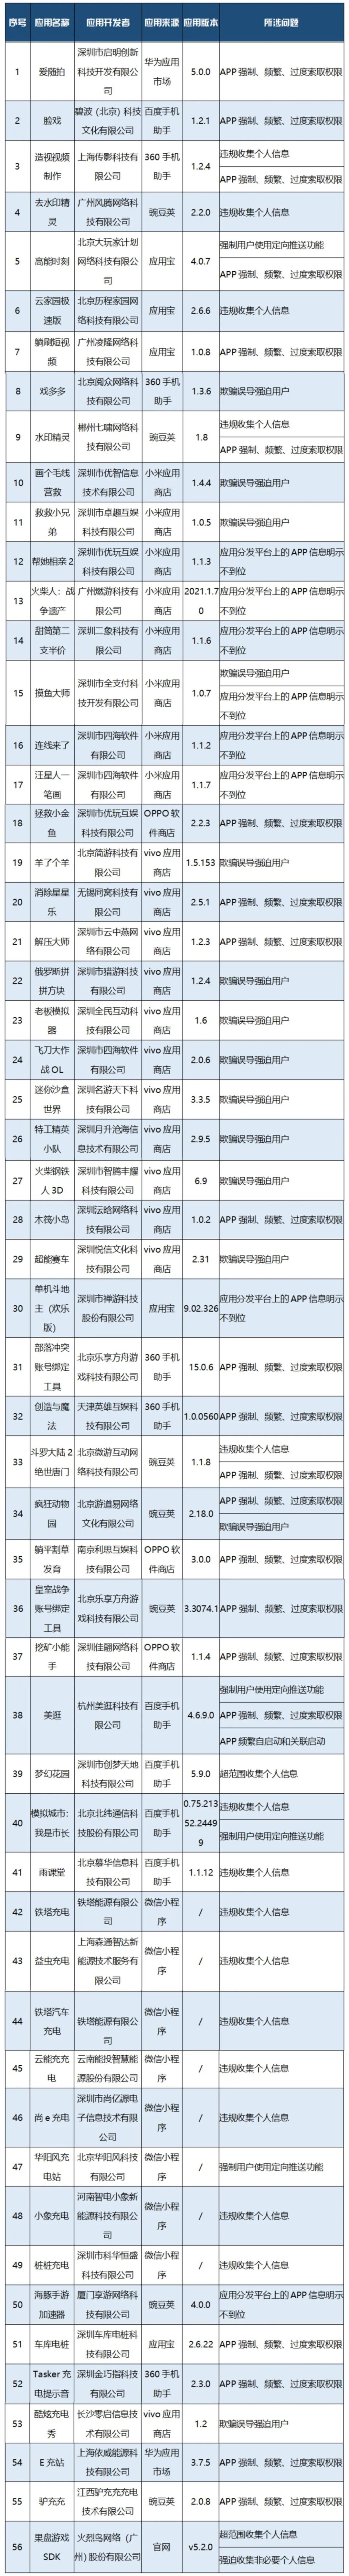 序号 应用名称 应用开发者 应用来源 应用版本 所涉问题
1 爱随拍 深圳市启明创新科技开发有限公司 华为应用市场 5.0.0 APP 强制、频繁、过度索取权限
2 脸戏 碧波（北京）科技文化有限公司 百度手机助手 1.2.1 APP 强制、频繁、过度索取权限
3 造视视频制作 上海传影科技有限公司 360 手机助手 1.2.4 违规收集个人信息
APP 强制、频繁、过度索取权限
4 去水印精灵 广州风腾网络科技有限公司 豌豆荚 2.2.0 违规收集个人信息
5 高能时刻 北京大玩家计划网络科技有限公司 应用宝 4.0.7 强制用户使用定向推送功能
APP 强制、频繁、过度索取权限
6 云家园极速版 北京历程家园网络科技有限公司 应用宝 2.6.6 违规收集个人信息
7 躺刷短视频 广州凌隆网络科技有限公司 应用宝 1.0.8 APP 强制、频繁、过度索取权限
8 戏多多 北京阅众网络科技有限公司 360 手机助手 1.3.6 欺骗误导强迫用户
9 水印精灵 郴州七啸网络科技有限公司 豌豆荚 1.8 违规收集个人信息
APP 强制、频繁、过度索取权限
10 画个毛线营救 深圳市优智信息技术有限公司 小米应用商店 1.4.4 欺骗误导强迫用户
11 救救小兄弟 深圳市卓趣互娱科技有限公司 小米应用商店 1.0.5 欺骗误导强迫用户
12 帮她相亲 2 深圳市优玩互娱科技有限公司 小米应用商店 1.1.3 应用分发平台上的 APP 信息明示不到位
13 火柴人：战争遗产 广州燃游科技有限公司 小米应用商店 2021.1.70 应用分发平台上的 APP 信息明示不到位
14 甜筒第二支半价 深圳二象科技有限公司 小米应用商店 1.1.6 应用分发平台上的 APP 信息明示不到位
15 摸鱼大师 深圳市全支付科技开发有限公司 小米应用商店 1.0.7 欺骗误导强迫用户
应用分发平台上的 APP 信息明示不到位
16 连线来了 深圳市四海软件有限公司 小米应用商店 1.1.2 应用分发平台上的 APP 信息明示不到位
17 汪星人一笔画 深圳市四海软件有限公司 小米应用商店 1.1.7 应用分发平台上的 APP 信息明示不到位
18 拯救小金鱼 深圳市优玩互娱科技有限公司 OPPO 软件商店 2.2.3 APP 强制、频繁、过度索取权限
19 羊了个羊 北京简游科技有限公司 vivo 应用商店 1.5.153 欺骗误导强迫用户
20 消除星星乐 无锡同窝科技有限公司 vivo 应用商店 2.5.1 APP 强制、频繁、过度索取权限
21 解压大师 深圳市云中燕网络有限公司 vivo 应用商店 1.2.3 APP 强制、频繁、过度索取权限
22 俄罗斯拼拼方块 深圳市猎游科技有限公司 vivo 应用商店 1.2.4 欺骗误导强迫用户
23 老板模拟器 深圳全民互动科技有限公司 vivo 应用商店 1.6 欺骗误导强迫用户
24 飞刀大作战 OL 深圳市四海软件有限公司 vivo 应用商店 2.0.6 欺骗误导强迫用户
25 迷你沙盒世界 深圳名游天下科技有限公司 vivo 应用商店 3.3.5 欺骗误导强迫用户
26 特工精英小队 深圳月升沧海信息技术有限公司 vivo 应用商店 2.9.5 欺骗误导强迫用户
27 火柴钢铁人 3D 深圳市智腾丰耀科技有限公司 vivo 应用商店 6.9 欺骗误导强迫用户
28 木筏小岛 深圳沄晗网络科技有限公司 vivo 应用商店 1.0.2 APP 强制、频繁、过度索取权限
29 超能赛车 深圳悦信文化科技有限公司 vivo 应用商店 2.31 欺骗误导强迫用户
30 单机斗地主（欢乐版） 深圳市禅游科技股份有限公司 应用宝 9.02.326 应用分发平台上的 APP 信息明示不到位
31 部落冲突账号绑定工具 北京乐享方舟游戏科技有限公司 360 手机助手 15.0.6 APP 强制、频繁、过度索取权限
32 创造与魔法 天津英雄互娱科技有限公司 360 手机助手 1.0.0560 APP 强制、频繁、过度索取权限
33 斗罗大陆 2 绝世唐门 北京微游互动网络科技有限公司 豌豆荚 1.1.8 违规收集个人信息
APP 强制、频繁、过度索取权限
34 疯狂动物园 北京游道易网络文化有限公司 豌豆荚 2.18.0 APP 强制、频繁、过度索取权限
欺骗误导强迫用户
35 躺平割草发育 南京利思互娱科技有限公司 OPPO 软件商店 3.0.0 APP 强制、频繁、过度索取权限
36 皇室战争账号绑定工具 北京乐享方舟游戏科技有限公司 豌豆荚 3.3074.1 APP 强制、频繁、过度索取权限
37 挖矿小能手 深圳佳翮网络科技有限公司 OPPO 软件商店 1.1.4 APP 强制、频繁、过度索取权限
38 美逛 杭州美逛科技有限公司 百度手机助手 4.6.9.0 强制用户使用定向推送功能
APP 强制、频繁、过度索取权限
APP 频繁自启动和关联启动
39 梦幻花园 深圳市创梦天地科技有限公司 百度手机助手 5.9.0 超范围收集个人信息
40 模拟城市：我是市长 北京北纬通信科技股份有限公司 百度手机助手 0.75.21352.24499 违规收集个人信息
强制用户使用定向推送功能
41 雨课堂 北京慕华信息科技有限公司 百度手机助手 1.1.12 违规收集个人信息
42 铁塔充电 铁塔能源有限公司 微信小程序 / 违规收集个人信息
43 益虫充电 上海森通智达新能源技术服务有限公司 微信小程序 / 违规收集个人信息
44 铁塔汽车充电 铁塔能源有限公司 微信小程序 / 违规收集个人信息
45 云能充充电 云南能投智慧能源股份有限公司 微信小程序 / 违规收集个人信息
46 尚 e 充电 深圳市尚亿源电子信息技术有限公司 微信小程序 / 违规收集个人信息
47 华阳风充电站 北京华阳风科技有限公司 微信小程序 / 强制用户使用定向推送功能
48 小象充电 河南智电小象新能源科技有限公司 微信小程序 / 违规收集个人信息
49 桩桩充电 深圳市科华恒盛科技有限公司 微信小程序 / 违规收集个人信息
50 海豚手游加速器 厦门享游网络科技有限公司 豌豆荚 4.0.0 应用分发平台上的 APP 信息明示不到位
51 车库电桩 深圳车库电桩科技有限公司 应用宝 2.6.22 APP 强制、频繁、过度索取权限
52 Tasker 充电提示音 深圳金巧指科技有限公司 360 手机助手 2.3.0 APP 强制、频繁、过度索取权限
53 酷炫充电秀 长沙零启信息技术有限公司 vivo 应用商店 1.2 欺骗误导强迫用户
54 E 充站 上海依威能源科技有限公司 华为应用市场 3.7.5 APP 强制、频繁、过度索取权限
55 驴充充 江西驴充充充电技术有限公司 豌豆荚 2.0.8 APP 强制、频繁、过度索取权限
56 果盘游戏 SDK 火烈鸟网络（广州）股份有限公司 官网 v5.2.0 超范围收集个人信息
强迫收集非必要个人信息